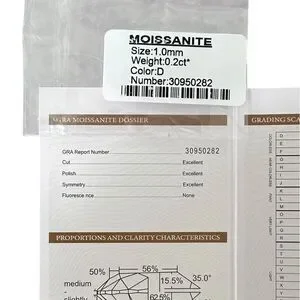 MOISSANITE
Size:1.0mm
Weight:0.2ct*
Color:D
Number:30950282
GRA MOISSANITE DOSSIER
GRA Report Number 30950282
Cut Excellent
Polish Excellent
Symmetry Excellent
Fluoresce nce None
PROPORTIONS AND CLARITY CHARACTERISTICS
50% 56%
medium 15.5% 35.0°
slightly 62.5%
GRADING SCA
D
E
F
G
H
I
J
K
L
M
N
O
P
Q
R
S